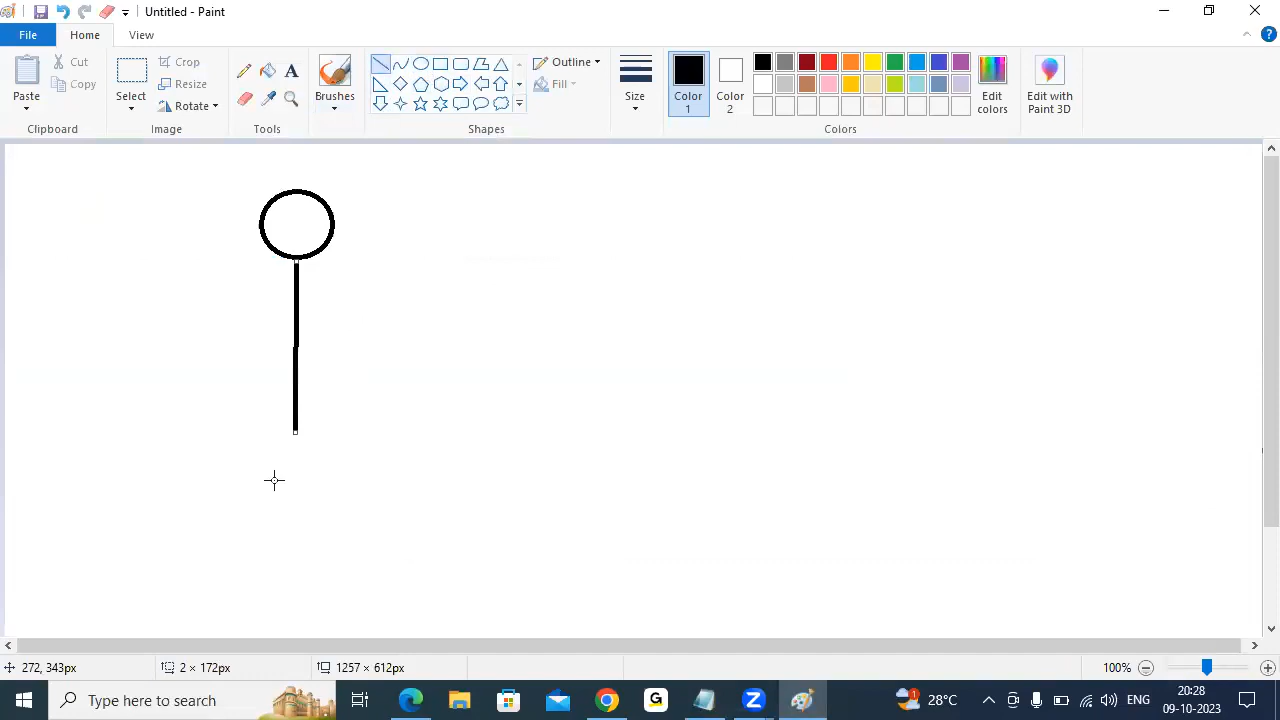 Untitled - Paint
File Home View
Paste Cut Copy
Clipboard
Select Crop Resize Rotate
Image
A
Tools
Brushes
Outline Fill
Shapes
Size
Color 1
Color 2
Edit colors
Colors
Edit with Paint 3D
272, 343px
2 × 172px
1257 × 612px
100%
Type here to search
28°C
ENG
20:28
09-10-2023